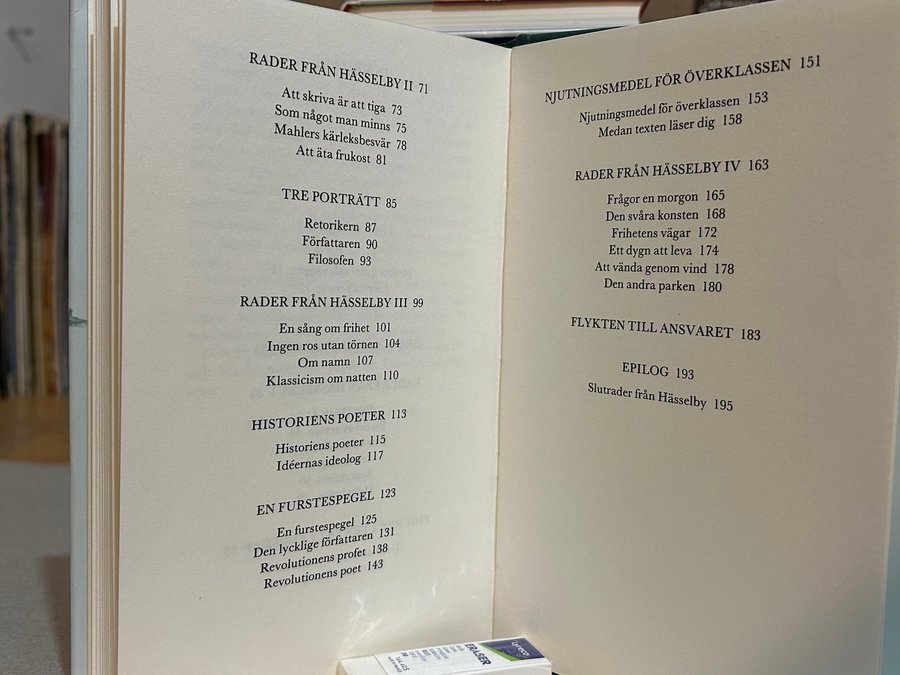 RADER FRÅN HÄSSELBY II 71
Att skriva är att tiga 73
Som något man minns 75
Mahlers kärleksbesvär 78
Att äta frukost 81
TRE PORTRÄTT 85
Retorikern 87
Författaren 90
Filosofen 93
RADER FRÅN HÄSSELBY III 99
En sång om frihet 101
Ingen ros utan törnen 104
Om namn 107
Klassicism om natten 110
HISTORIENS POETER 113
Historiens poeter 115
Idéernas ideolog 117
EN FURSTESPEGEL 123
En furstespegel 125
Den lycklige författaren 131
Revolutionens profet 138
Revolutionens poet 143
NJUTNINGSMEDEL FÖR ÖVERKLASSEN 151
Njutningsmedel för överklassen 153
Medan texten läser dig 158
RADER FRÅN HÄSSELBY IV 163
Frågor en morgon 165
Den svåra konsten 168
Frihetens vägar 172
Ett dygn att leva 174
Att vända genom vind 178
Den andra parken 180
FLYKTEN TILL ANSVARET 183
EPILOG 193
Slutrader från Hässelby 195
ERASER
lyreco